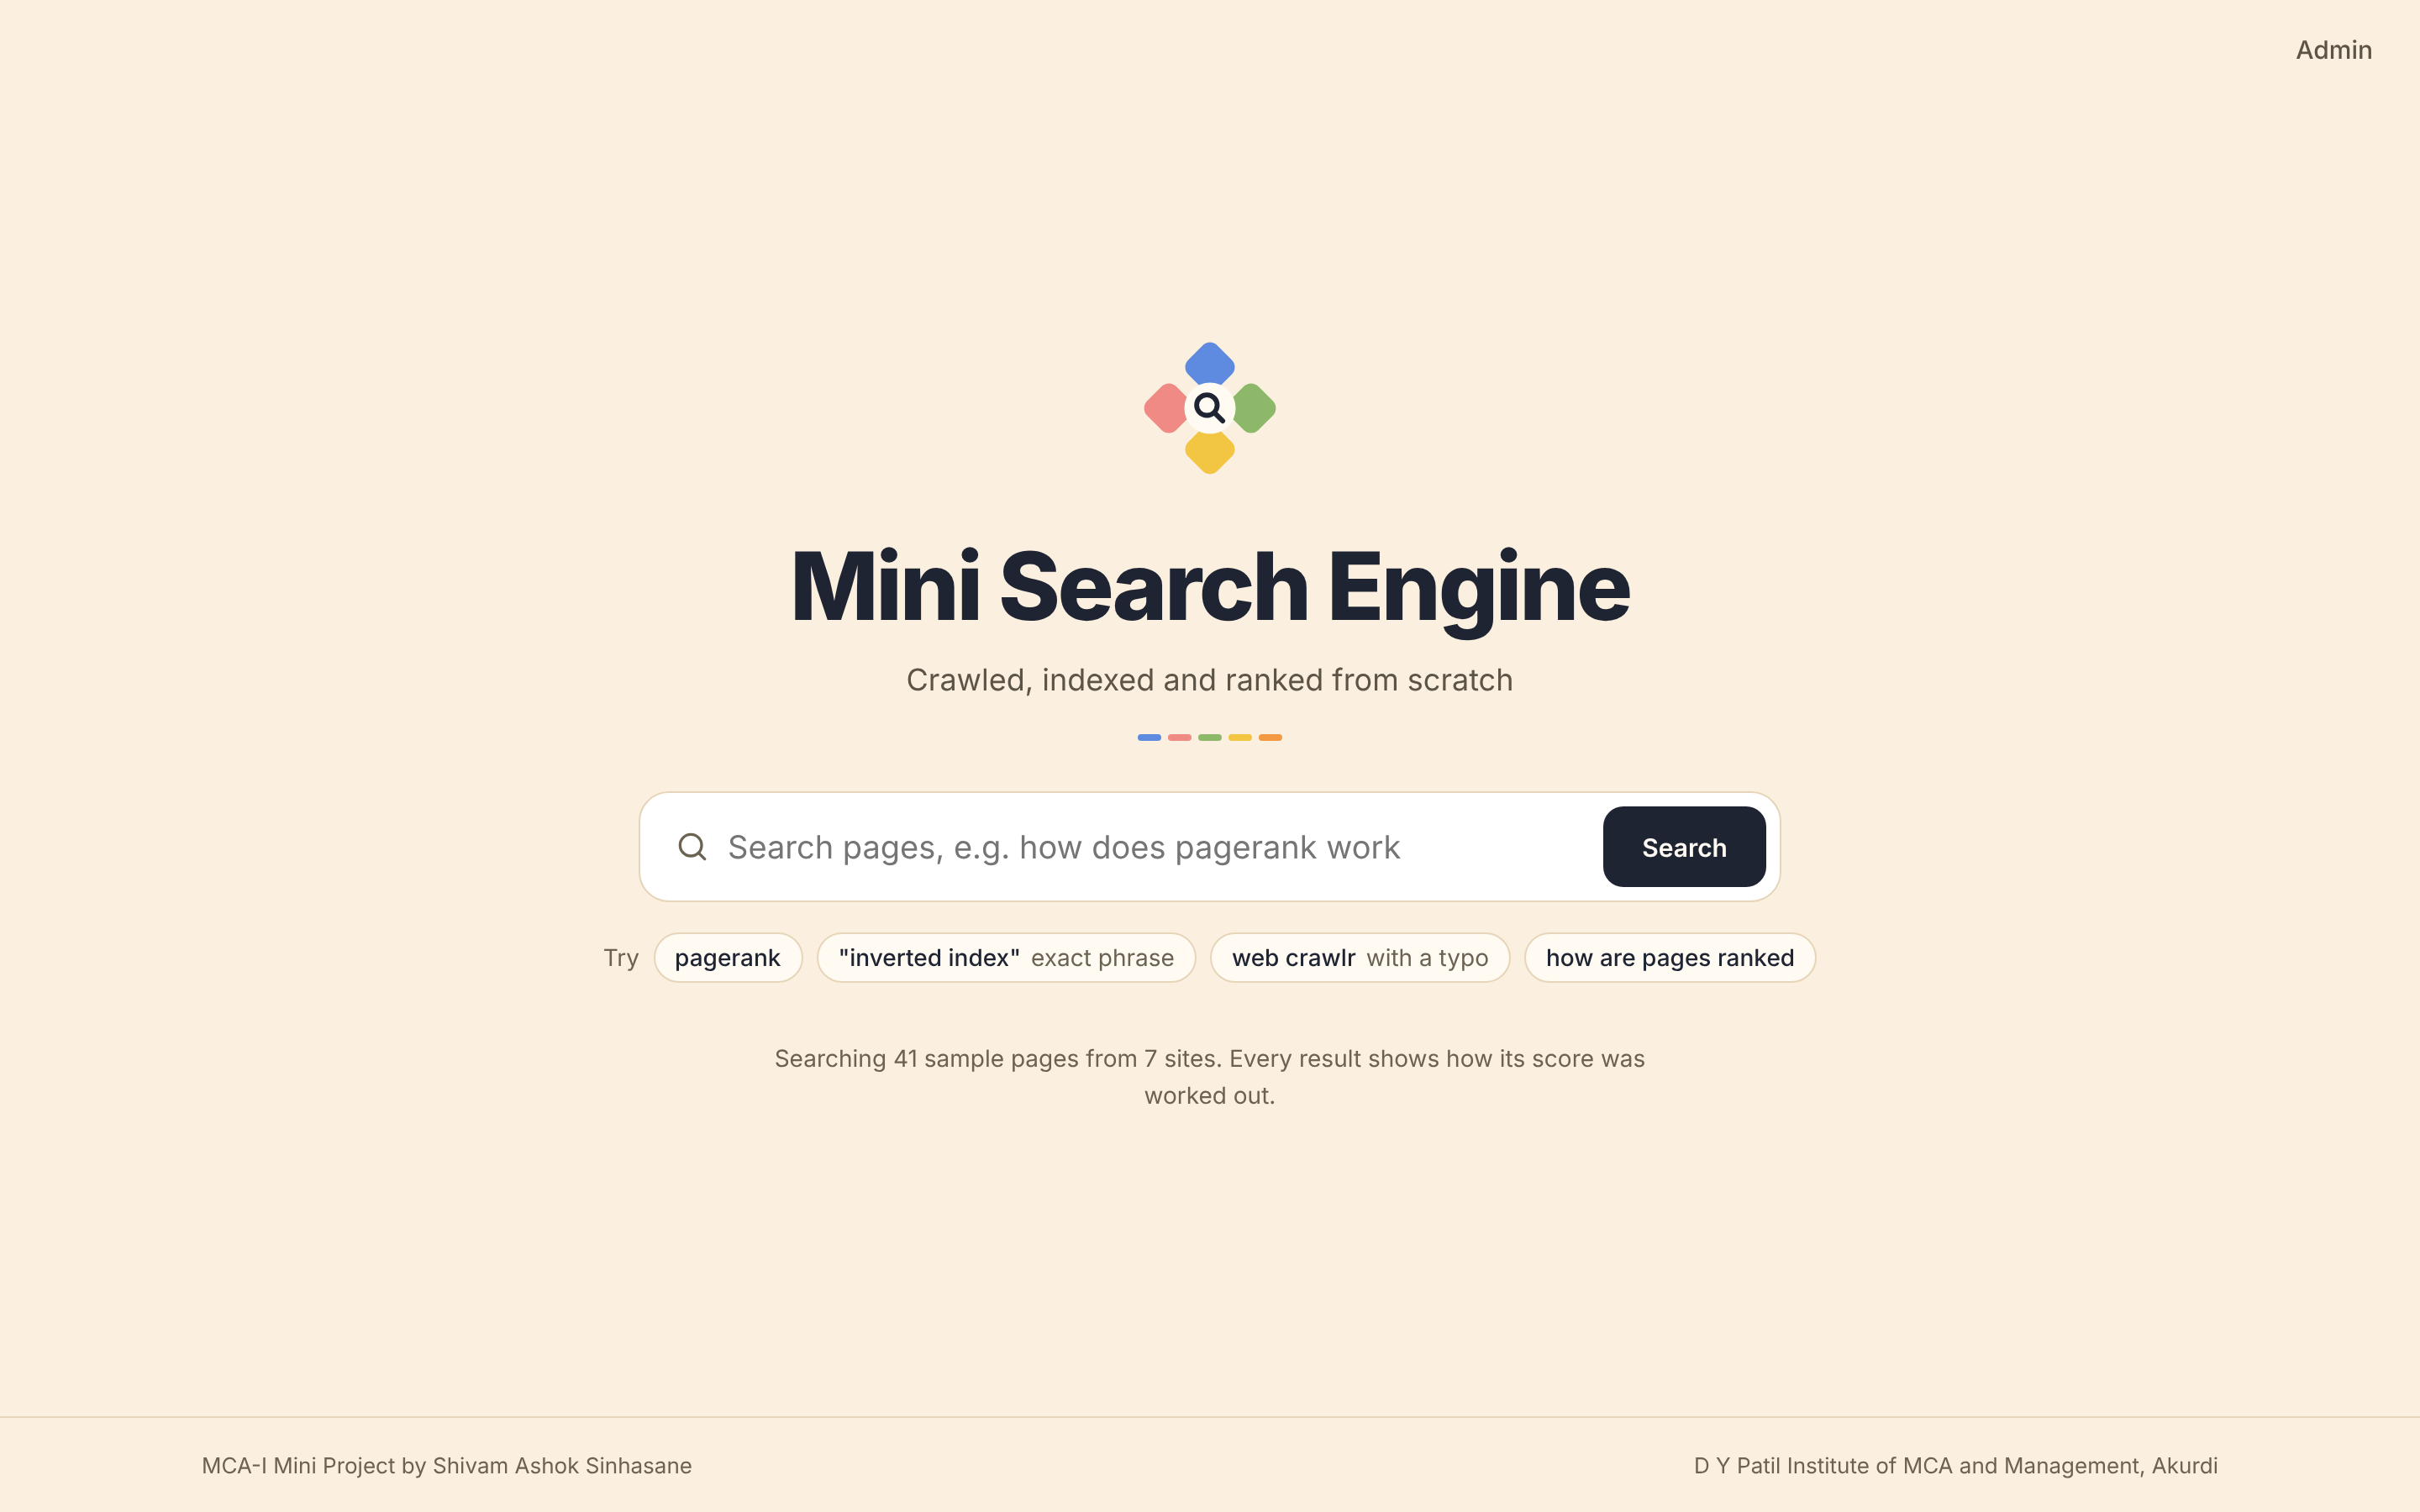 Admin
Mini Search Engine
Crawled, indexed and ranked from scratch
Search pages, e.g. how does pagerank work
Search
Try pagerank "inverted index" exact phrase web crawlr with a typo how are pages ranked
Searching 41 sample pages from 7 sites. Every result shows how its score was
worked out.
MCA-I Mini Project by Shivam Ashok Sinhasane
D Y Patil Institute of MCA and Management, Akurdi